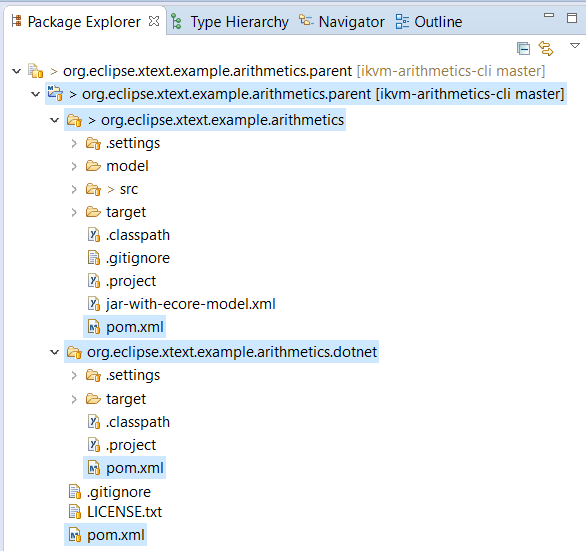 Package Explorer Type Hierarchy Navigator Outline
> org.eclipse.xtext.example.arithmetics.parent [ikvm-arithmetics-cli master]
> org.eclipse.xtext.example.arithmetics.parent [ikvm-arithmetics-cli master]
> org.eclipse.xtext.example.arithmetics
.settings
model
> src
target
.classpath
.gitignore
.project
jar-with-ecore-model.xml
pom.xml
org.eclipse.xtext.example.arithmetics.dotnet
.settings
target
.classpath
.project
pom.xml
.gitignore
LICENSE.txt
pom.xml